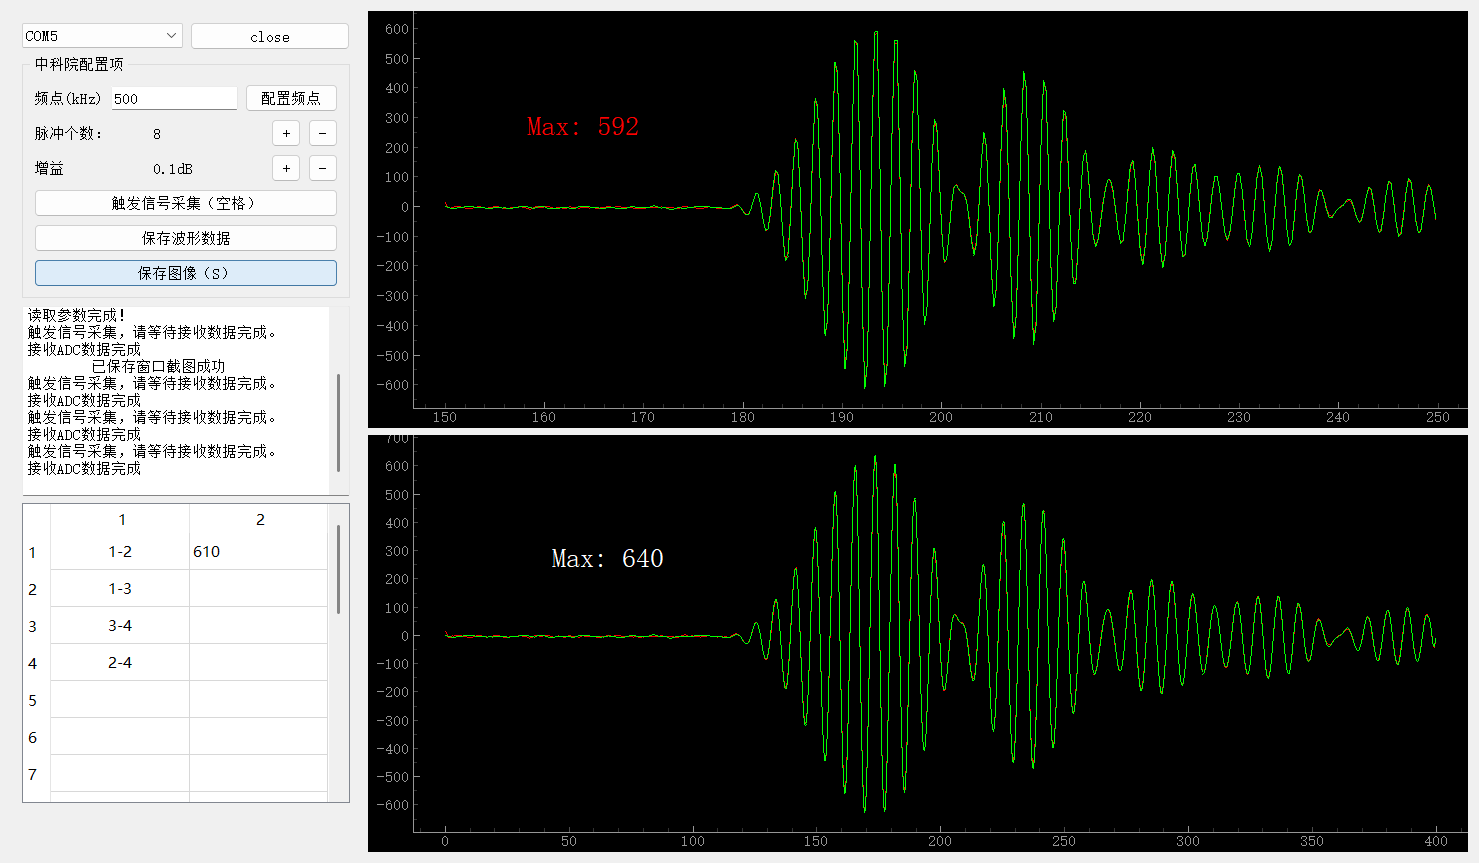 COM5
close
中科院配置项
频点(kHz) 500 配置频点
脉冲个数: 8 + -
增益 0.1dB + -
触发信号采集（空格）
保存波形数据
保存图像（S）
读取参数完成!
触发信号采集，请等待接收数据完成。
接收ADC数据完成
已保存窗口截图成功
触发信号采集，请等待接收数据完成。
接收ADC数据完成
触发信号采集，请等待接收数据完成。
接收ADC数据完成
触发信号采集，请等待接收数据完成。
接收ADC数据完成
1 2
1 1-2 610
2 1-3
3 3-4
4 2-4
5
6
7
600
500
400
300
200
100
0
-100
-200
-300
-400
-500
-600
Max: 592
150 160 170 180 190 200 210 220 230 240 250
700
600
500
400
300
200
100
0
-100
-200
-300
-400
-500
-600
Max: 640
0 50 100 150 200 250 300 350 400